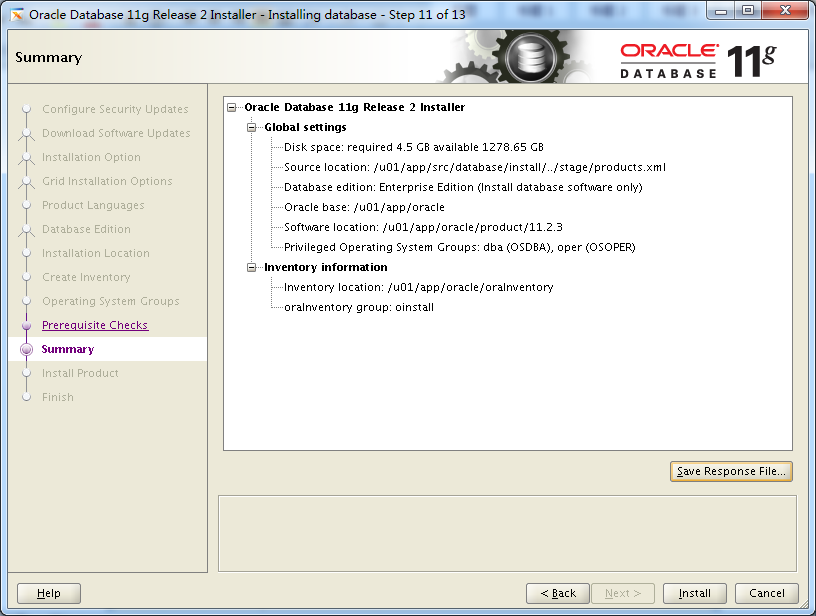 Oracle Database 11g Release 2 Installer - Installing database - Step 11 of 13
Summary
ORACLE
DATABASE 11g
Configure Security Updates
Download Software Updates
Installation Option
Grid Installation Options
Product Languages
Database Edition
Installation Location
Create Inventory
Operating System Groups
Prerequisite Checks
Summary
Install Product
Finish
Oracle Database 11g Release 2 Installer
Global settings
Disk space: required 4.5 GB available 1278.65 GB
Source location: /u01/app/src/database/install/../stage/products.xml
Database edition: Enterprise Edition (Install database software only)
Oracle base: /u01/app/oracle
Software location: /u01/app/oracle/product/11.2.3
Privileged Operating System Groups: dba (OSDBA), oper (OSOPER)
Inventory information
Inventory location: /u01/app/oracle/oraInventory
oraInventory group: oinstall
Save Response File...
Help
< Back
Next >
Install
Cancel